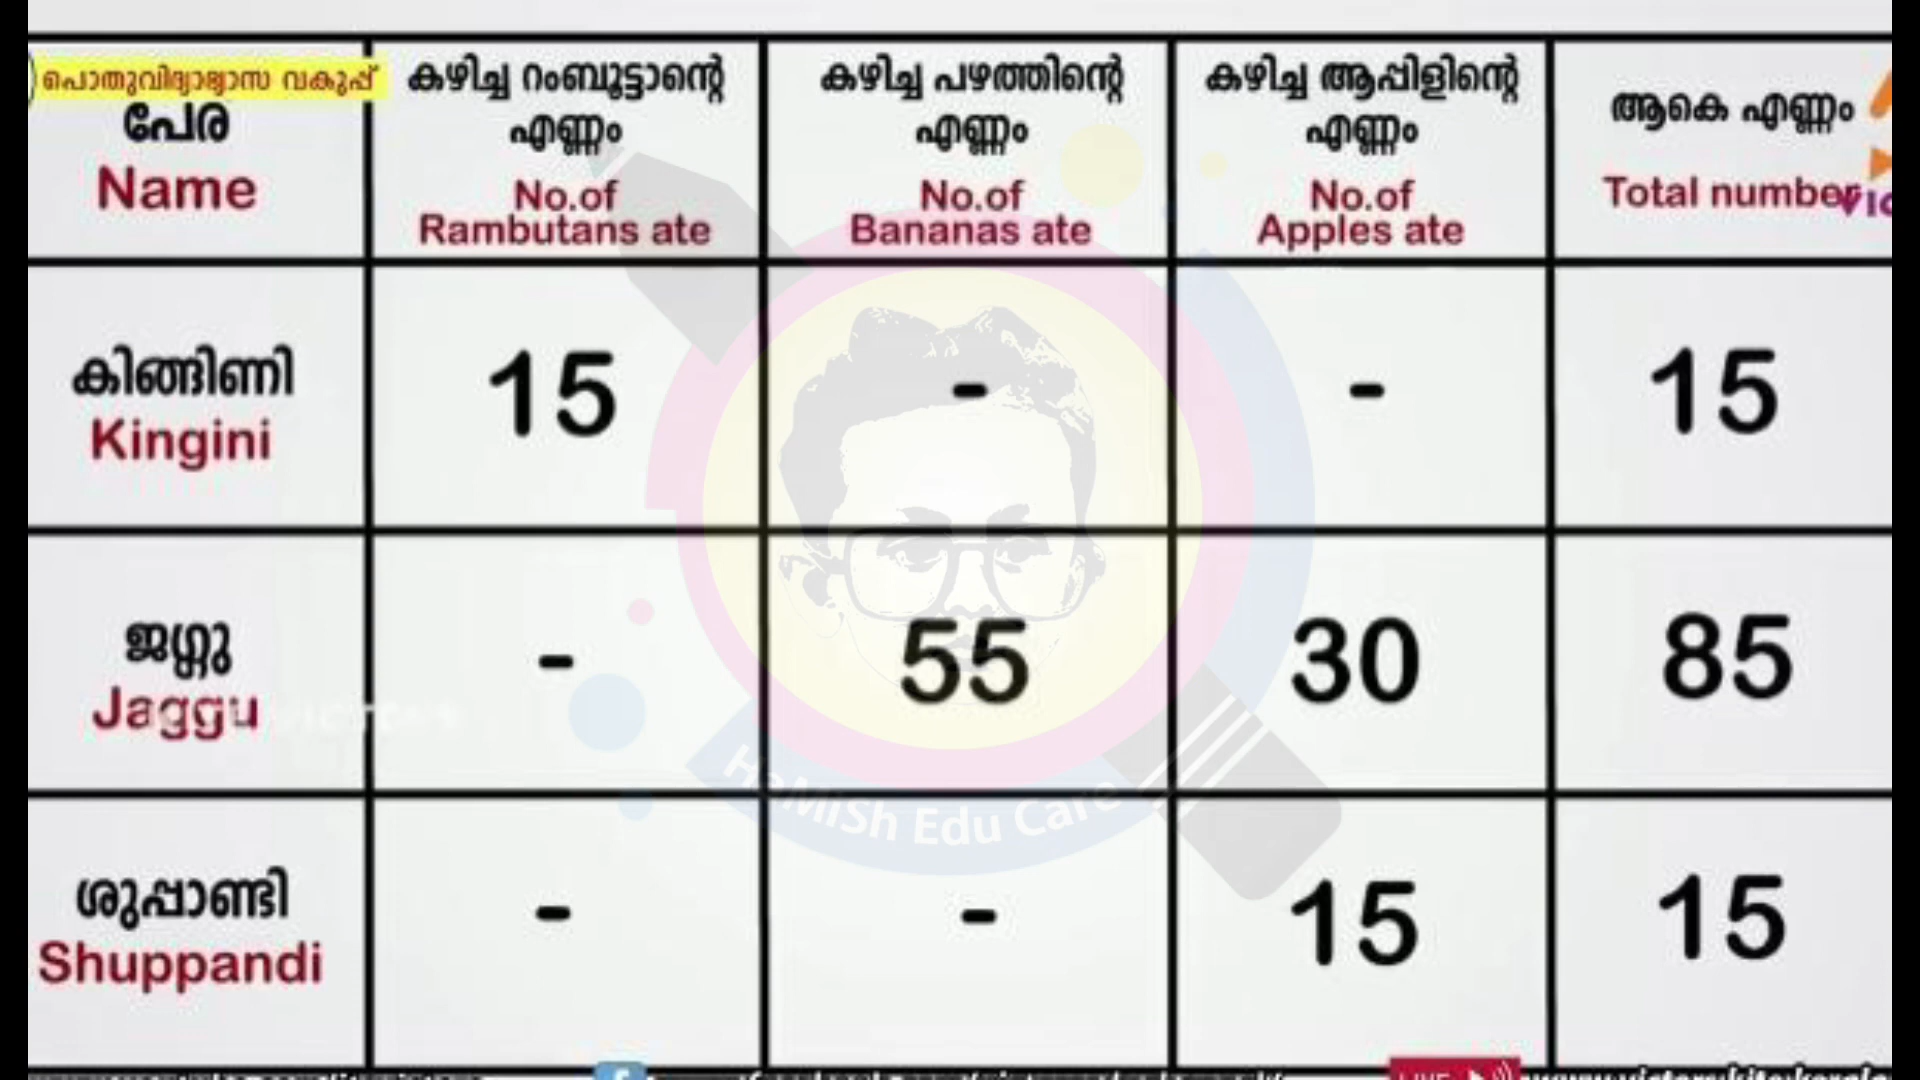 പൊതുവിദ്യാഭ്യാസ വകുപ്പ്
പേര
Name
കഴിച്ച റംബൂട്ടാന്റെ
എണ്ണം
No.of
Rambutans ate
കഴിച്ച പഴത്തിന്റെ
എണ്ണം
No.of
Bananas ate
കഴിച്ച ആപ്പിളിന്റെ
എണ്ണം
No.of
Apples ate
ആകെ എണ്ണം
Total number
കിങ്ങിണി
Kingini
15
-
-
15
ജഗ്ഗു
Jaggu
-
55
30
85
ശുപ്പാണ്ടി
Shuppandi
-
-
15
15
HaMiSh Edu Care
LIVE